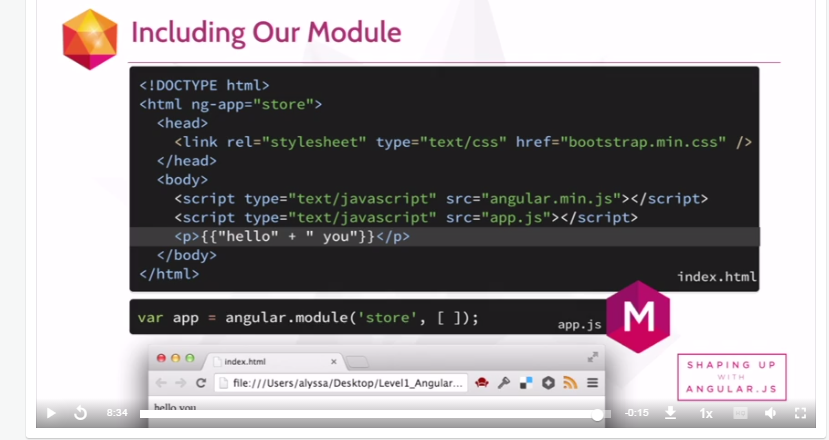 Including Our Module
<!DOCTYPE html>
<html ng-app="store">
<head>
<link rel="stylesheet" type="text/css" href="bootstrap.min.css" />
</head>
<body>
<script type="text/javascript" src="angular.min.js"></script>
<script type="text/javascript" src="app.js"></script>
<p>{{"hello" + " you"}}</p>
</body>
</html>
index.html
var app = angular.module('store', [ ]);
app.js
M
index.html
file:///Users/alyssa/Desktop/Level1_Angular...
hello you
SHAPING UP
WITH
ANGULAR.JS
8:34
-0:15
1x
HD